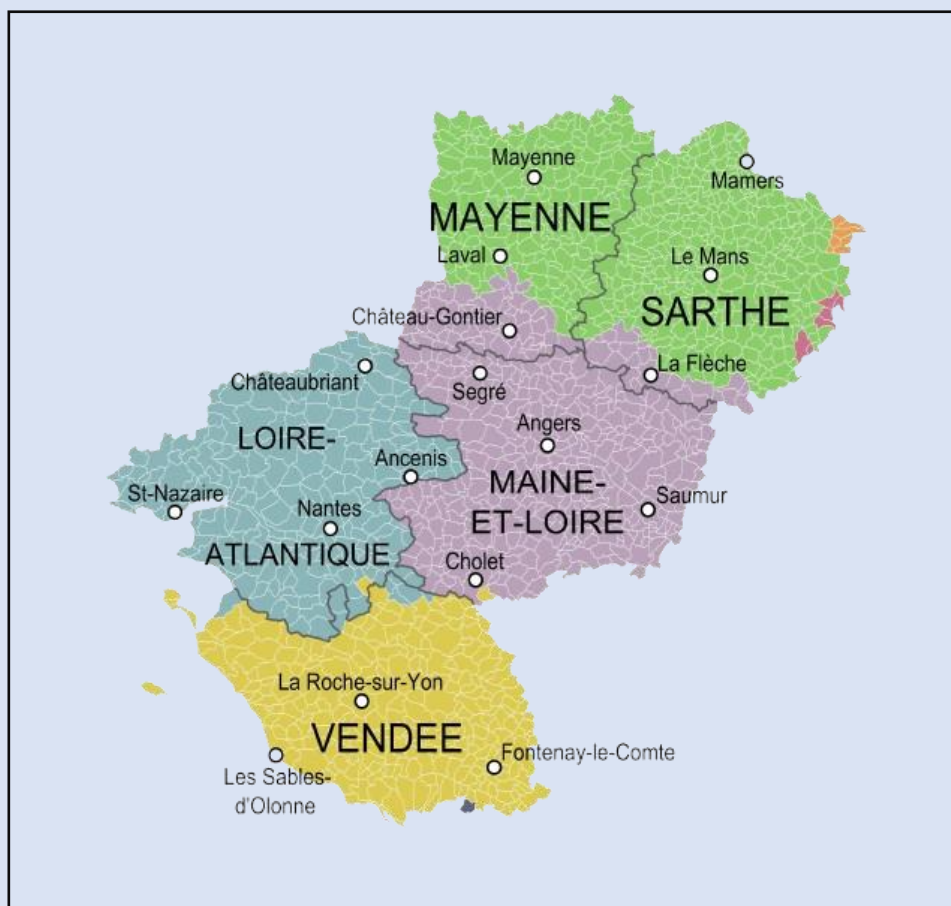 Mayenne
Mamers
MAYENNE
Laval
Le Mans
SARTHE
Château-Gontier
La Flèche
Châteaubriant
Segré
LOIRE-
Angers
Ancenis
MAINE-
St-Nazaire
Saumur
Nantes
ET-LOIRE
ATLANTIQUE
Cholet
La Roche-sur-Yon
VENDEE
Fontenay-le-Comte
Les Sables-
d'Olonne